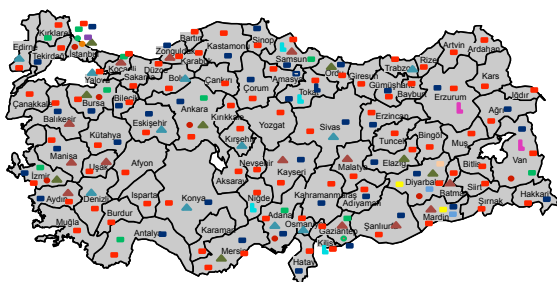 Kırklareli
Edirne
Tekirdağ
İstanbul
Yalova
Kocaeli
Sakarya
Düzce
Zonguldak
Bartın
Karabük
Kastamonu
Sinop
Samsun
Bolu
Çankırı
Çorum
Amasya
Tokat
Ordu
Giresun
Trabzon
Rize
Artvin
Ardahan
Gümüşhane
Bayburt
Erzurum
Kars
Iğdır
Ağrı
Çanakkale
Balıkesir
Bursa
Bilecik
Eskişehir
Ankara
Kırıkkale
Kırşehir
Yozgat
Sivas
Erzincan
Tunceli
Bingöl
Muş
Bitlis
Van
Hakkari
Manisa
Kütahya
Uşak
Afyon
İzmir
Aydın
Denizli
Muğla
Burdur
Isparta
Antalya
Konya
Aksaray
Nevşehir
Niğde
Kayseri
Malatya
Elazığ
Diyarbakır
Batman
Siirt
Şırnak
Mardin
Şanlıurfa
Adıyaman
Kahramanmaraş
Gaziantep
Kilis
Osmaniye
Adana
Hatay
Mersin
Karaman